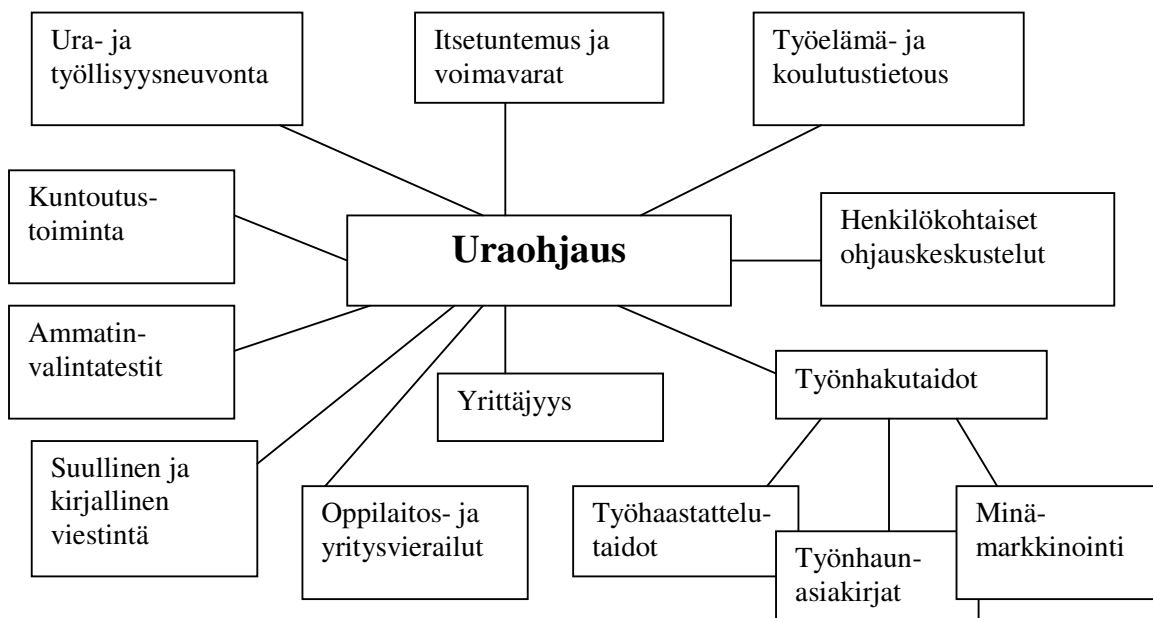 Ura- ja
työllisyysneuvonta
Itsetuntemus ja
voimavarat
Työelämä- ja
koulutustietous
Kuntoutus-
toiminta
Uraohjaus
Henkilökohtaiset
ohjauskeskustelut
Ammatin-
valintatestit
Yrittäjyys
Työnhakutaidot
Suullinen ja
kirjallinen
viestintä
Oppilaitos- ja
yritysvierailut
Työhaastattelu-
taidot
Työnhaun-
asiakirjat
Minä-
markkinointi